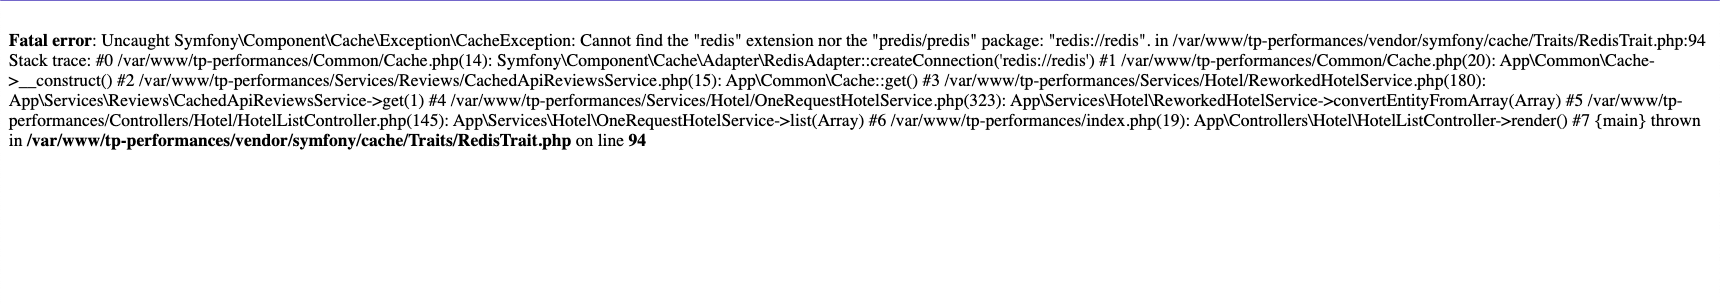 Fatal error: Uncaught Symfony\Component\Cache\Exception\CacheException: Cannot find the "redis" extension nor the "predis/predis" package: "redis://redis". in /var/www/tp-performances/vendor/symfony/cache/Traits/RedisTrait.php:94
Stack trace: #0 /var/www/tp-performances/Common/Cache.php(14): Symfony\Component\Cache\Adapter\RedisAdapter::createConnection('redis://redis') #1 /var/www/tp-performances/Common/Cache.php(20): App\Common\Cache-
>__construct() #2 /var/www/tp-performances/Services/Reviews/CachedApiReviewsService.php(15): App\Common\Cache::get() #3 /var/www/tp-performances/Services/Hotel/ReworkedHotelService.php(180):
App\Services\Reviews\CachedApiReviewsService->get(1) #4 /var/www/tp-performances/Services/Hotel/OneRequestHotelService.php(323): App\Services\Hotel\ReworkedHotelService->convertEntityFromArray(Array) #5 /var/www/tp-
performances/Controllers/Hotel/HotelListController.php(145): App\Services\Hotel\OneRequestHotelService->list(Array) #6 /var/www/tp-performances/index.php(19): App\Controllers\Hotel\HotelListController->render() #7 {main} thrown
in /var/www/tp-performances/vendor/symfony/cache/Traits/RedisTrait.php on line 94